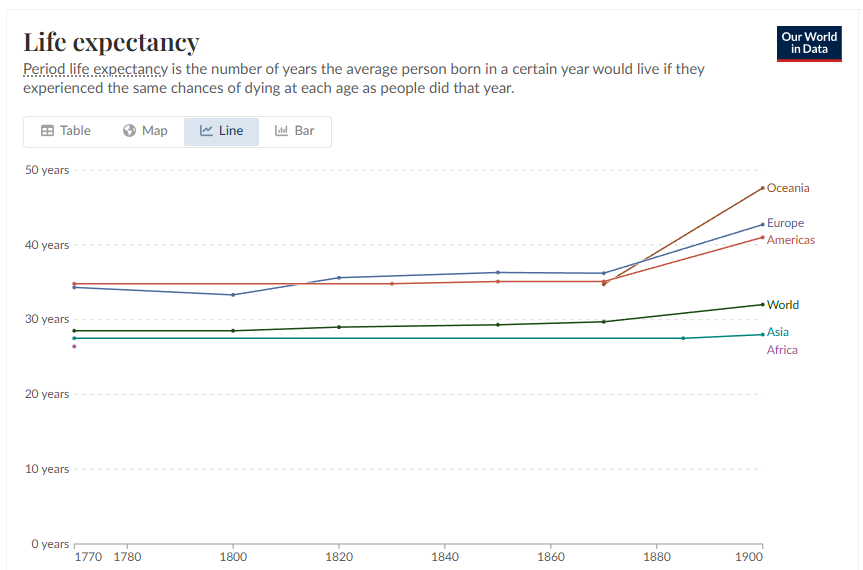 Life expectancy
Our World
in Data
Period life expectancy is the number of years the average person born in a certain year would live if they
experienced the same chances of dying at each age as people did that year.
Table
Map
Line
Bar
50 years
40 years
30 years
20 years
10 years
0 years
Oceania
Europe
Americas
World
Asia
Africa
1770
1780
1800
1820
1840
1860
1880
1900